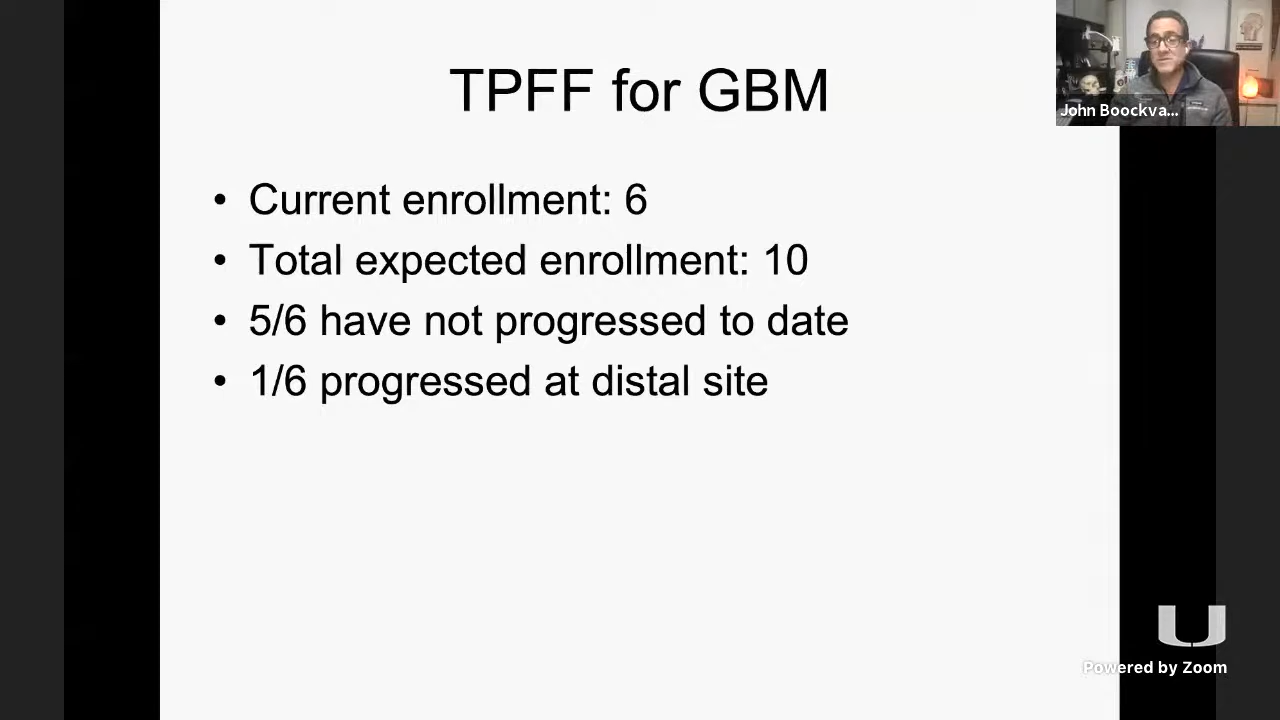 TPFF for GBM
John Boockva...
• Current enrollment: 6
• Total expected enrollment: 10
• 5/6 have not progressed to date
• 1/6 progressed at distal site
U
Powered by Zoom